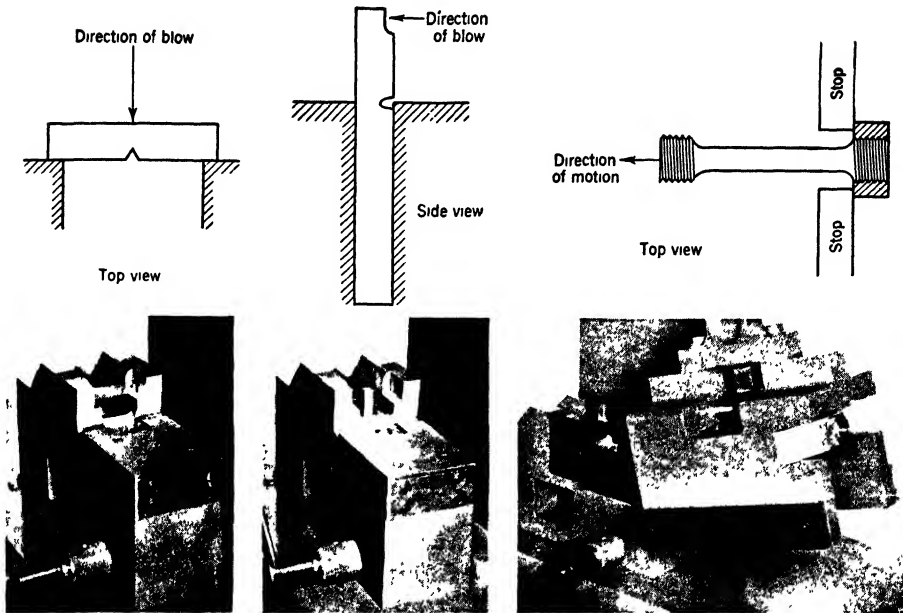 Direction of blow
Top view
Direction
of blow
Side view
Stop
Direction
of motion
Stop
Top view